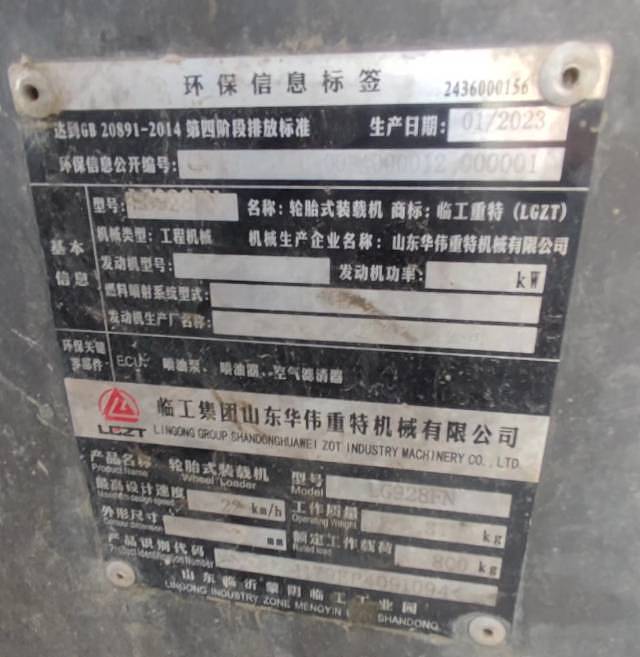 环保信息标签 2436000156
达到GB 20891-2014 第四阶段排放标准 生产日期: 01/2023
环保信息公开编号: 000012 000001
基本信息
型号: LG928FN 名称: 轮胎式装载机 商标: 临工重特 (LGZT)
机械类型: 工程机械 机械生产企业名称: 山东华伟重特机械有限公司
发动机型号: 发动机功率: kW
燃料喷射系统型式:
发动机生产厂名称:
环保关键零部件 ECU、喷油泵、喷油器、空气滤清器
LGZT 临工集团山东华伟重特机械有限公司
LINGONG GROUP SHANDONGHUAWEI ZOT INDUSTRY MACHINERY CO., LTD
产品名称 轮胎式装载机 型号 LG928FN
Product Name Wheel Loader Model
最高设计速度 29 km/h 工作质量 kg
Operating Weight
外形尺寸 mm 额定工作载荷 800 kg
Rated load
产品识别代码
Product Identification Number
山东临沂蒙阴临工工业园
LINGONG INDUSTRY ZONE MENGYIN SHANDONG